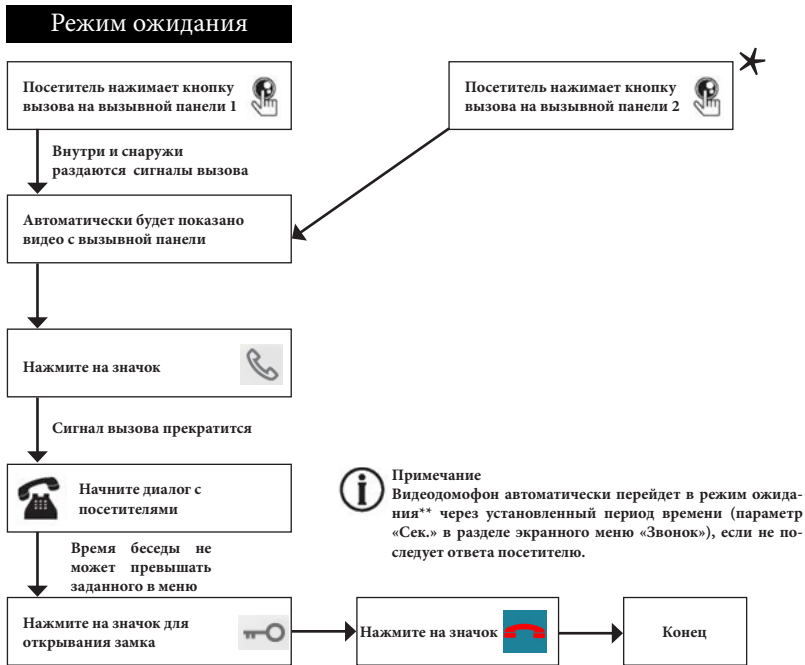 Режим ожидания
Посетитель нажимает кнопку
вызова на вызывной панели 1
Посетитель нажимает кнопку
вызова на вызывной панели 2
Внутри и снаружи
раздаются сигналы вызова
Автоматически будет показано
видео с вызывной панели
Нажмите на значок
Сигнал вызова прекратится
Начните диалог с
посетителями
Примечание
Видеодомофон автоматически перейдет в режим ожида-
ния** через установленный период времени (параметр
«Сек.» в разделе экранного меню «Звонок»), если не по-
следует ответа посетителю.
Время беседы не
может превышать
заданного в меню
Нажмите на значок для
открывания замка
Нажмите на значок
Конец